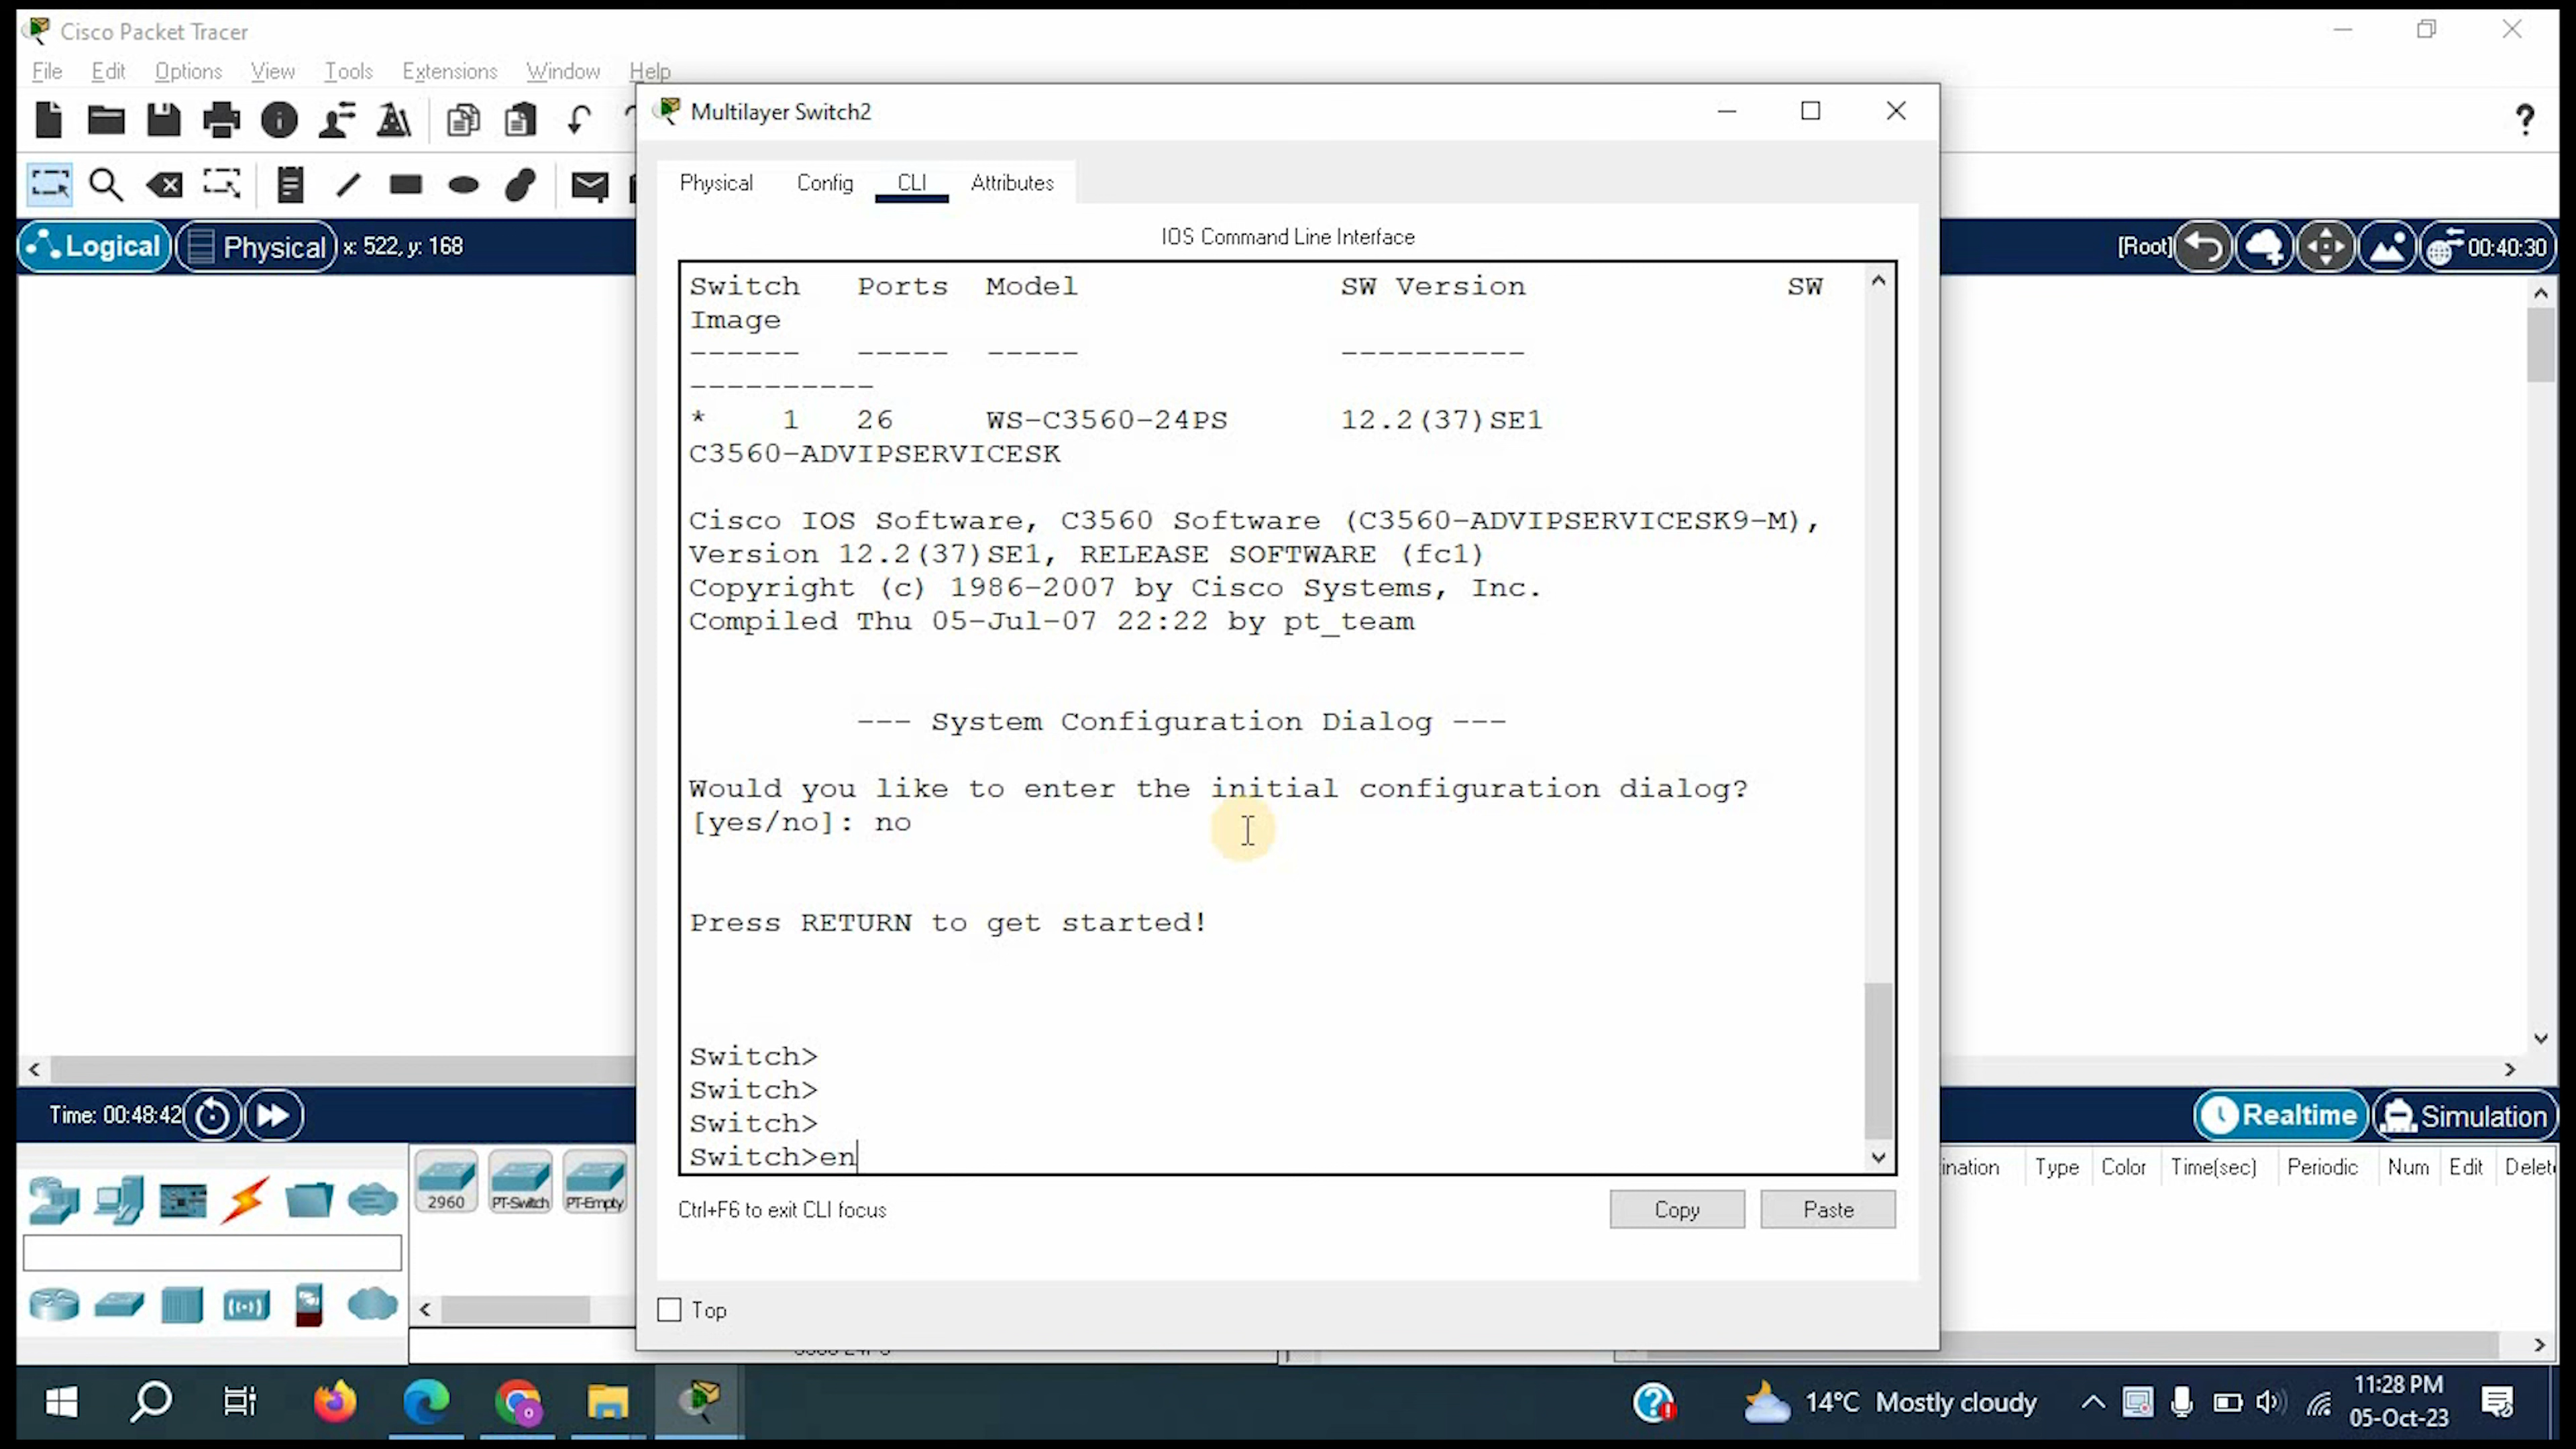 Cisco Packet Tracer
File Edit Options View Tools Extensions Window Help
Multilayer Switch2
Physical Config CLI Attributes
Logical Physical x: 522, y: 168
[Root] 00:40:30
IOS Command Line Interface
Switch Ports Model SW Version SW
Image
------ ----- ----- ----------
----------
* 1 26 WS-C3560-24PS 12.2(37)SE1
C3560-ADVIPSERVICESK
Cisco IOS Software, C3560 Software (C3560-ADVIPSERVICESK9-M),
Version 12.2(37)SE1, RELEASE SOFTWARE (fc1)
Copyright (c) 1986-2007 by Cisco Systems, Inc.
Compiled Thu 05-Jul-07 22:22 by pt_team
--- System Configuration Dialog ---
Would you like to enter the initial configuration dialog?
[yes/no]: no
Press RETURN to get started!
Switch>
Switch>
Switch>
Switch>en
Ctrl+F6 to exit CLI focus
Copy Paste
Top
Time: 00:48:42
Realtime Simulation
2960 PT-Switch PT-Empty
ination Type Color Time(sec) Periodic Num Edit Delet
14°C Mostly cloudy
11:28 PM
05-Oct-23